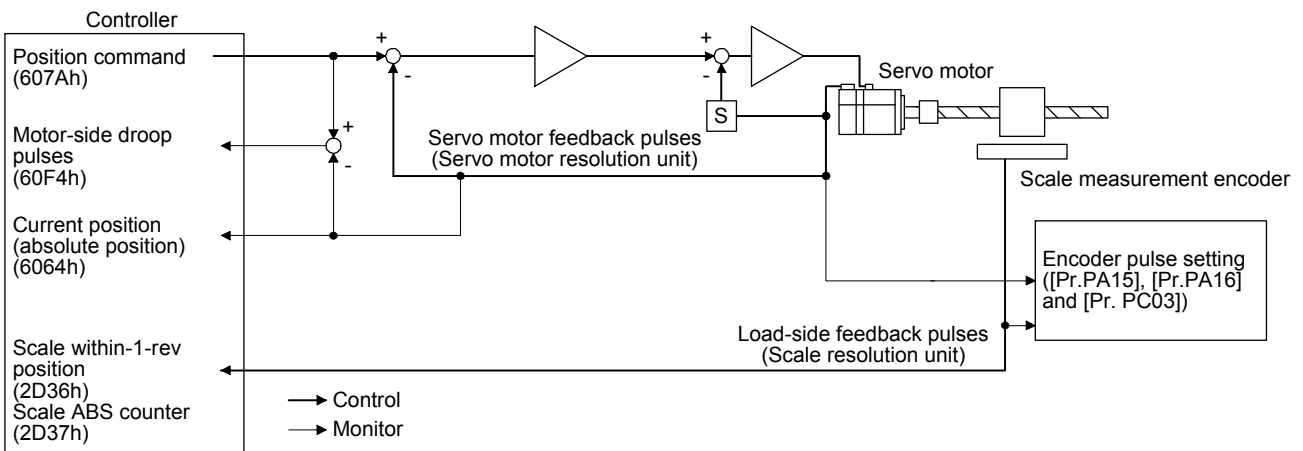 Controller
Position command
(607Ah)
+
-
+
-
S
Servo motor
Motor-side droop
pulses
(60F4h)
+
-
Servo motor feedback pulses
(Servo motor resolution unit)
Scale measurement encoder
Current position
(absolute position)
(6064h)
Encoder pulse setting
([Pr.PA15], [Pr.PA16]
and [Pr. PC03])
Load-side feedback pulses
(Scale resolution unit)
Scale within-1-rev
position
(2D36h)
Scale ABS counter
(2D37h)
Control
Monitor